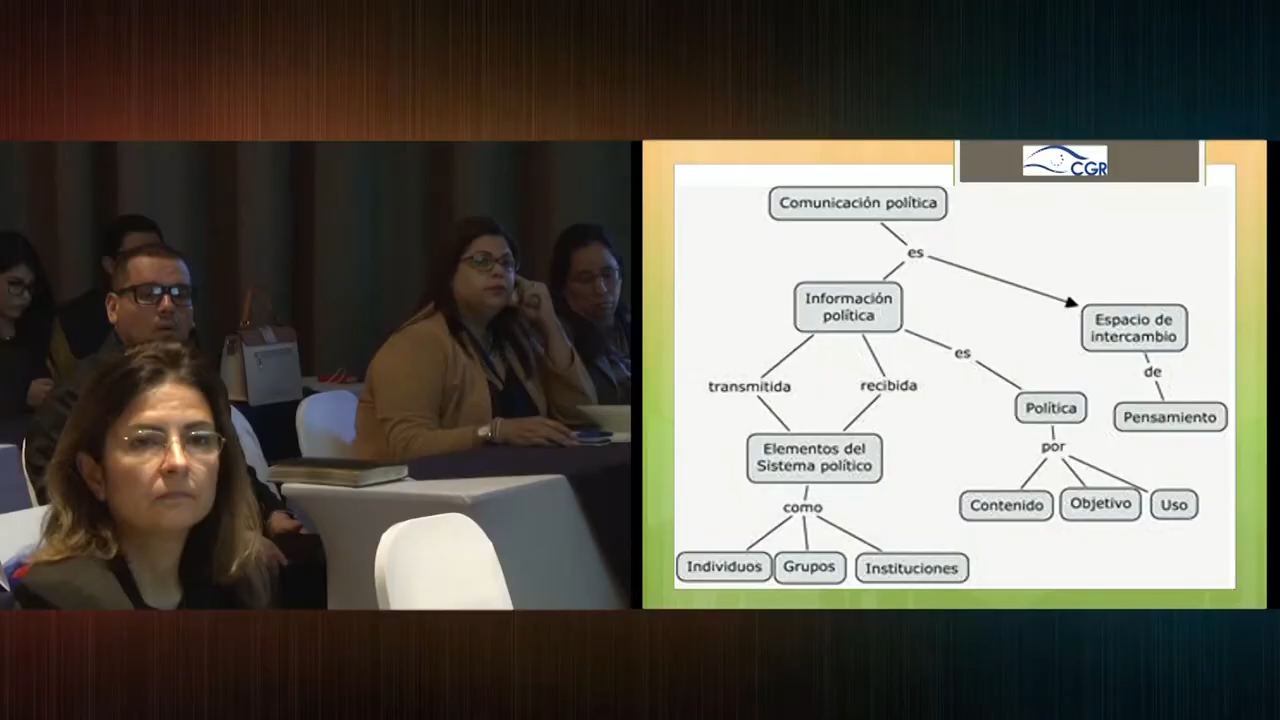 CGR
Comunicación política
es
Información
política
Espacio de
intercambio
es
de
transmitida
recibida
Política
Pensamiento
por
Elementos del
Sistema político
Contenido
Objetivo
Uso
como
Individuos
Grupos
Instituciones